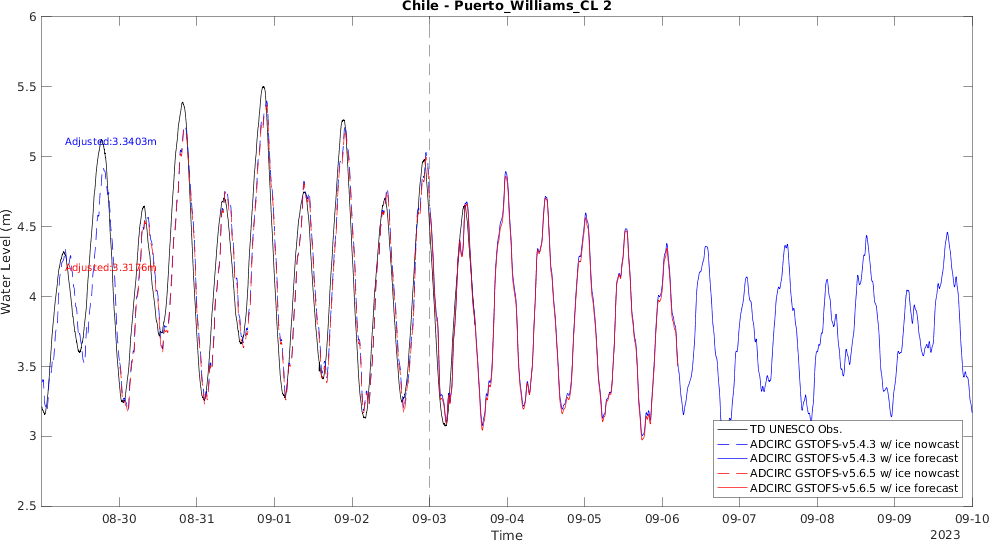 Chile - Puerto_Williams_CL 2
6
5.5
5
4.5
4
3.5
3
2.5
Water Level (m)
Adjusted:3.3403m
Adjusted:3.3176m
TD UNESCO Obs.
ADCIRC GSTOFS-v5.4.3 w/ ice nowcast
ADCIRC GSTOFS-v5.4.3 w/ ice forecast
ADCIRC GSTOFS-v5.6.5 w/ ice nowcast
ADCIRC GSTOFS-v5.6.5 w/ ice forecast
08-30 08-31 09-01 09-02 09-03 09-04 09-05 09-06 09-07 09-08 09-09 09-10
Time
2023